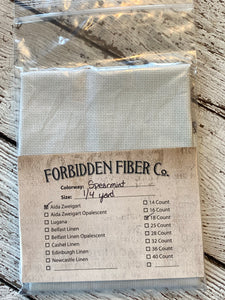 FORBIDDEN FIBER Co.
Colorway: Spearmint
Size: 1/4 yard
Aida Zweigart
Aida Zweigart Opalescent
Lugana
Belfast Linen
Belfast Linen Opalescent
Cashel Linen
Edinburgh Linen
Newcastle Linen
14 Count
16 Count
18 Count
25 Count
28 Count
32 Count
36 Count
40 Count